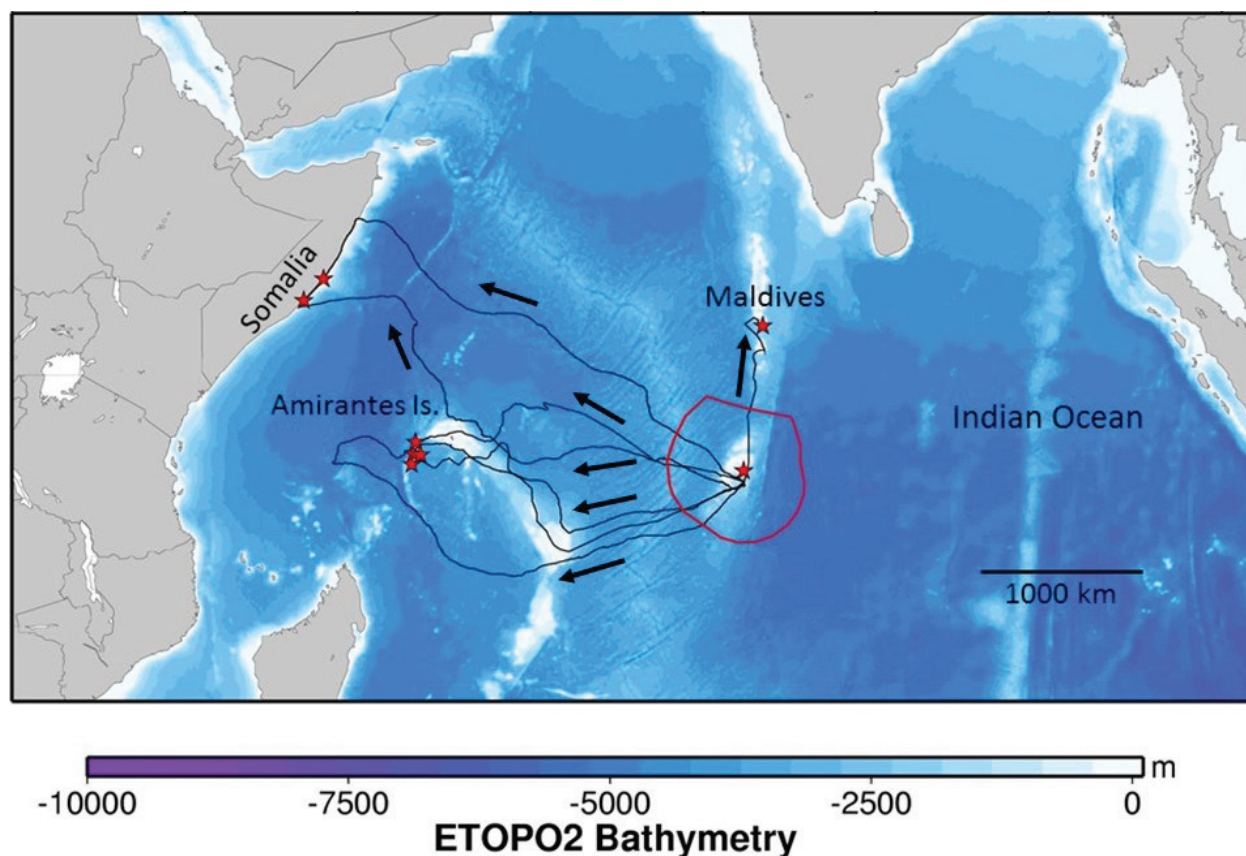 Somalia
Maldives
Amirantes Is.
Indian Ocean
1000 km
m
-10000 -7500 -5000 -2500 0
ETOPO2 Bathymetry